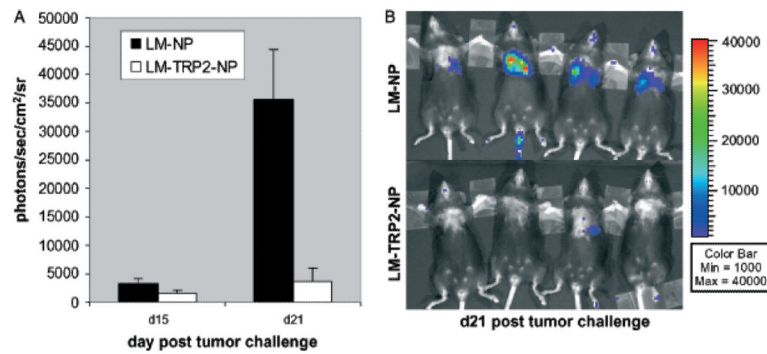 A
50000
45000
40000
35000
30000
25000
20000
15000
10000
5000
0
photons/sec/cm²/sr
LM-NP
LM-TRP2-NP
d15
d21
day post tumor challenge
B
LM-NP
LM-TRP2-NP
d21 post tumor challenge
40000
30000
20000
10000
Color Bar
Min = 1000
Max = 40000